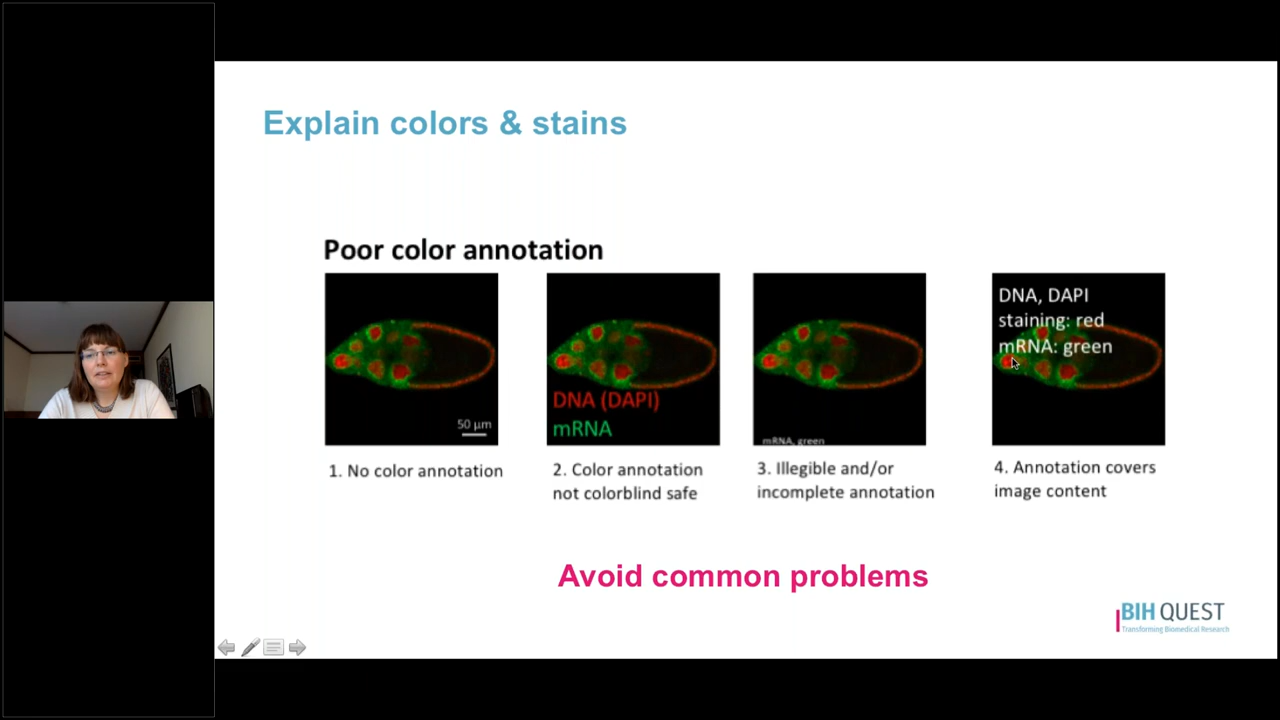 Explain colors & stains
Poor color annotation
50 µm
1. No color annotation
DNA (DAPI)
mRNA
2. Color annotation
not colorblind safe
mRNA, green
3. Illegible and/or
incomplete annotation
DNA, DAPI
staining: red
mRNA: green
4. Annotation covers
image content
Avoid common problems
BIH QUEST
Transforming Biomedical Research